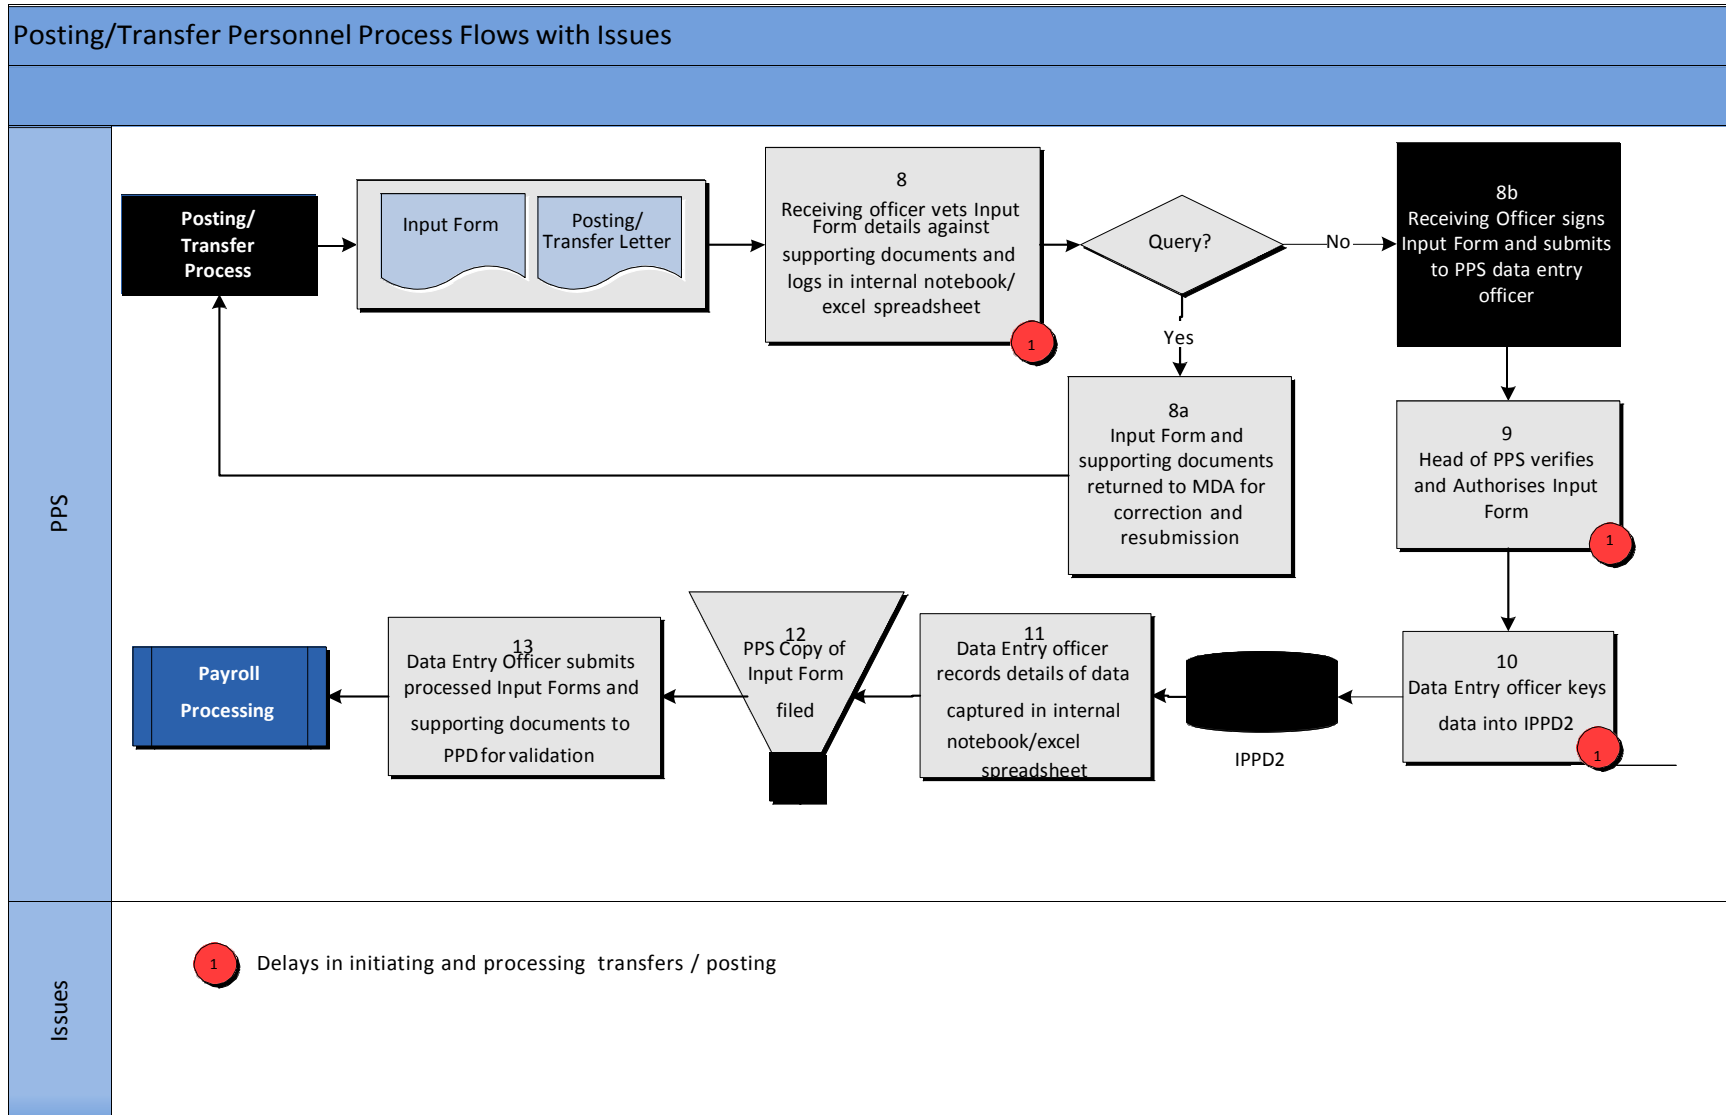 Posting/Transfer Personnel Process Flows with Issues
PPS
Posting/
Transfer
Process
Input Form
Posting/
Transfer Letter
8
Receiving officer vets Input
Form details against
supporting documents and
logs in internal notebook/
excel spreadsheet
1
Query?
No
Yes
8b
Receiving Officer signs
Input Form and submits
to PPS data entry
officer
8a
Input Form and
supporting documents
returned to MDA for
correction and
resubmission
9
Head of PPS verifies
and Authorises Input
Form
1
10
Data Entry officer keys
data into IPPD2
1
IPPD2
11
Data Entry officer
records details of data
captured in internal
notebook/excel
spreadsheet
12
PPS Copy of
Input Form
filed
13
Data Entry Officer submits
processed Input Forms and
supporting documents to
PPD for validation
Payroll
Processing
Issues
1
Delays in initiating and processing transfers / posting